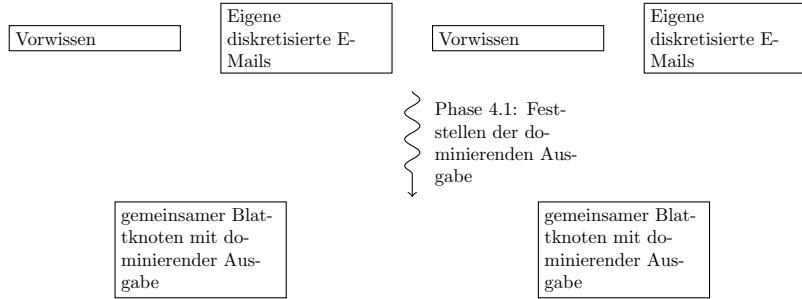 Vorwissen
Eigene
diskretisierte E-
Mails
Vorwissen
Eigene
diskretisierte E-
Mails
Phase 4.1: Fest-
stellen der do-
minierenden Aus-
gabe
gemeinsamer Blat-
tknoten mit do-
minierender Aus-
gabe
gemeinsamer Blat-
tknoten mit do-
minierender Aus-
gabe